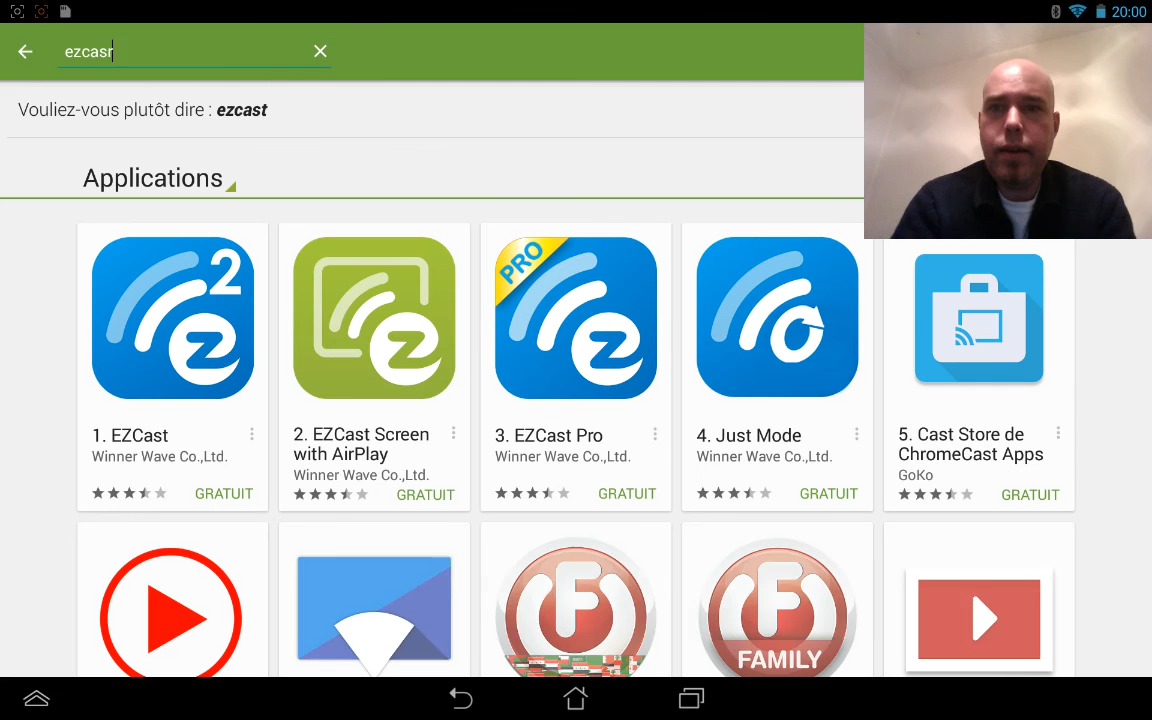 20:00
ezcasr
Vouliez-vous plutôt dire : ezcast
Applications
2
PRO
1. EZCast
Winner Wave Co.,Ltd.
GRATUIT
2. EZCast Screen
with AirPlay
Winner Wave Co.,Ltd.
GRATUIT
3. EZCast Pro
Winner Wave Co.,Ltd.
GRATUIT
4. Just Mode
Winner Wave Co.,Ltd.
GRATUIT
5. Cast Store de
ChromeCast Apps
GoKo
GRATUIT
F
F
FAMILY